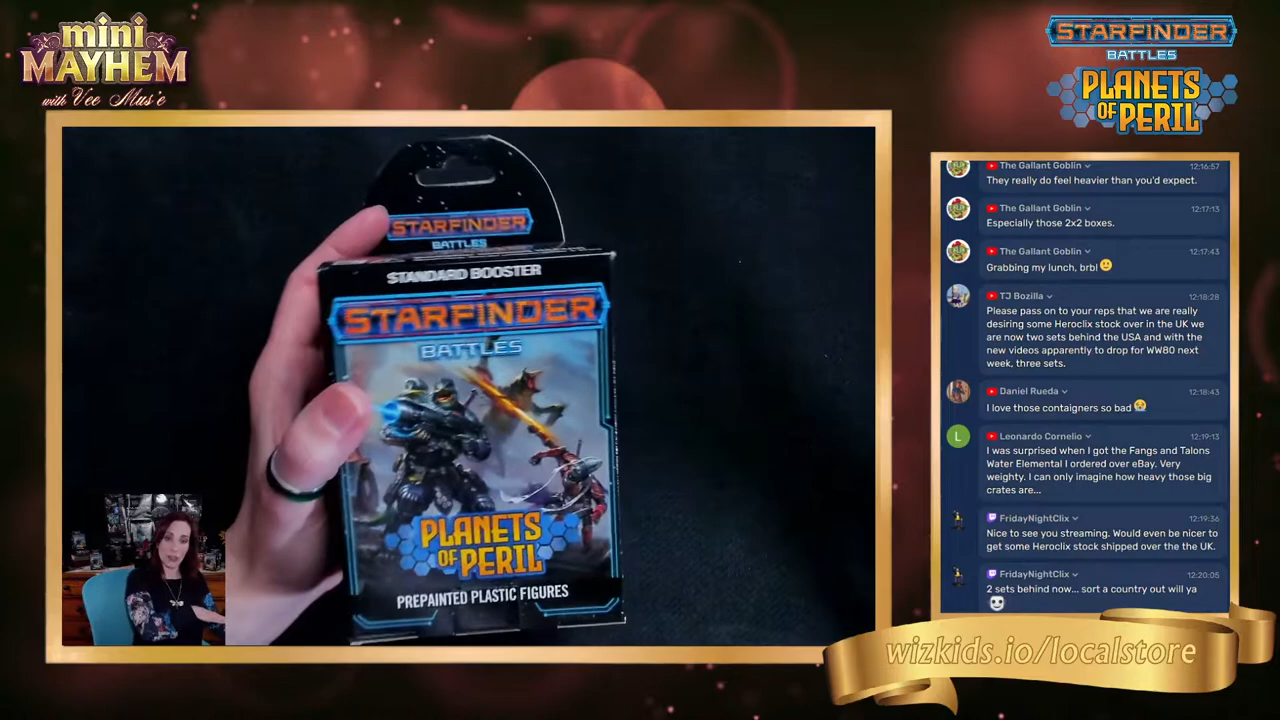 mini
MAYHEM
with Vee Mus'e
STARFINDER
BATTLES
PLANETS
OF PERIL
STARFINDER
BATTLES
STANDARD BOOSTER
STARFINDER
BATTLES
PLANETS
OF PERIL
PREPAINTED PLASTIC FIGURES
The Gallant Goblin 12:16:57
They really do feel heavier than you'd expect.
The Gallant Goblin 12:17:13
Especially those 2x2 boxes.
The Gallant Goblin 12:17:43
Grabbing my lunch, brb! 🙂
TJ Bozilla 12:18:28
Please pass on to your reps that we are really
desiring some Heroclix stock over in the UK we
are now two sets behind the USA and with the
new videos apparently to drop for WW80 next
week, three sets.
Daniel Rueda 12:18:43
I love those contaigners so bad 😭
L
Leonardo Cornelio 12:19:13
I was surprised when I got the Fangs and Talons
Water Elemental I ordered over eBay. Very
weighty. I can only imagine how heavy those big
crates are...
FridayNightClix 12:19:36
Nice to see you streaming. Would even be nicer to
get some Heroclix stock shipped over the the UK.
FridayNightClix 12:20:05
2 sets behind now... sort a country out will ya
wizkids.io/localstore